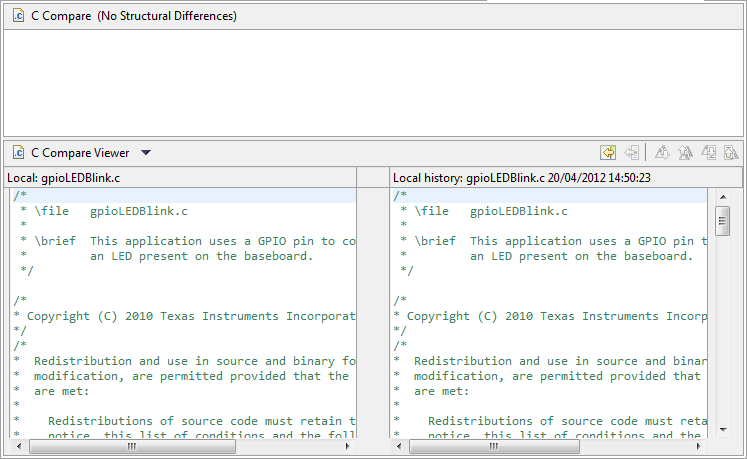 C Compare (No Structural Differences)
C Compare Viewer
Local: gpioLEDBlink.c
/*
* \file gpioLEDBlink.c
*
* \brief This application uses a GPIO pin to co
* an LED present on the baseboard.
*/
/*
* Copyright (C) 2010 Texas Instruments Incorporat
*/
/*
* Redistribution and use in source and binary fo
* modification, are permitted provided that the
* are met:
*
* Redistributions of source code must retain t
* notice, this list of conditions and the foll
Local history: gpioLEDBlink.c 20/04/2012 14:50:23
/*
* \file gpioLEDBlink.c
*
* \brief This application uses a GPIO pin t
* an LED present on the baseboard.
*/
/*
* Copyright (C) 2010 Texas Instruments Incorp
*/
/*
* Redistribution and use in source and binar
* modification, are permitted provided that
* are met:
*
* Redistributions of source code must reta
* notice, this list of conditions and the